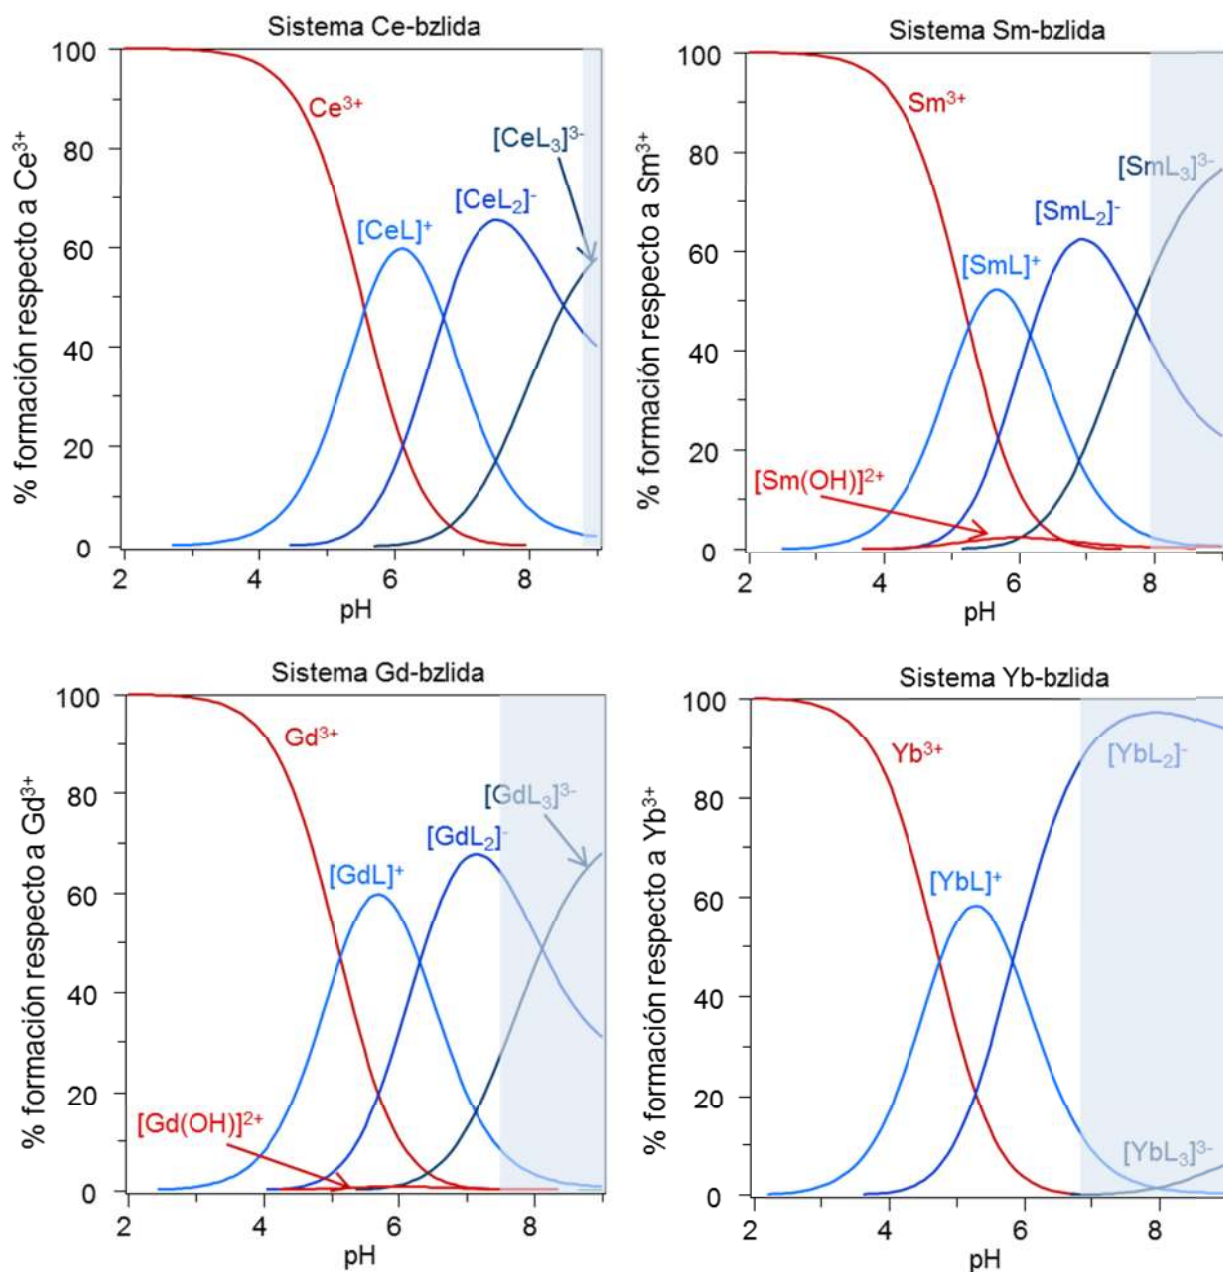 Sistema Ce-bzlida
% formación respecto a Ce³⁺
100
80
60
40
20
0
2
4
6
8
pH
Ce³⁺
[CeL]⁺
[CeL₂]⁻
[CeL₃]³⁻
Sistema Sm-bzlida
% formación respecto a Sm³⁺
100
80
60
40
20
0
2
4
6
8
pH
Sm³⁺
[SmL]⁺
[SmL₂]⁻
[SmL₃]³⁻
[Sm(OH)]²⁺
Sistema Gd-bzlida
% formación respecto a Gd³⁺
100
80
60
40
20
0
2
4
6
8
pH
Gd³⁺
[GdL]⁺
[GdL₂]⁻
[GdL₃]³⁻
[Gd(OH)]²⁺
Sistema Yb-bzlida
% formación respecto a Yb³⁺
100
80
60
40
20
0
2
4
6
8
pH
Yb³⁺
[YbL]⁺
[YbL₂]⁻
[YbL₃]³⁻